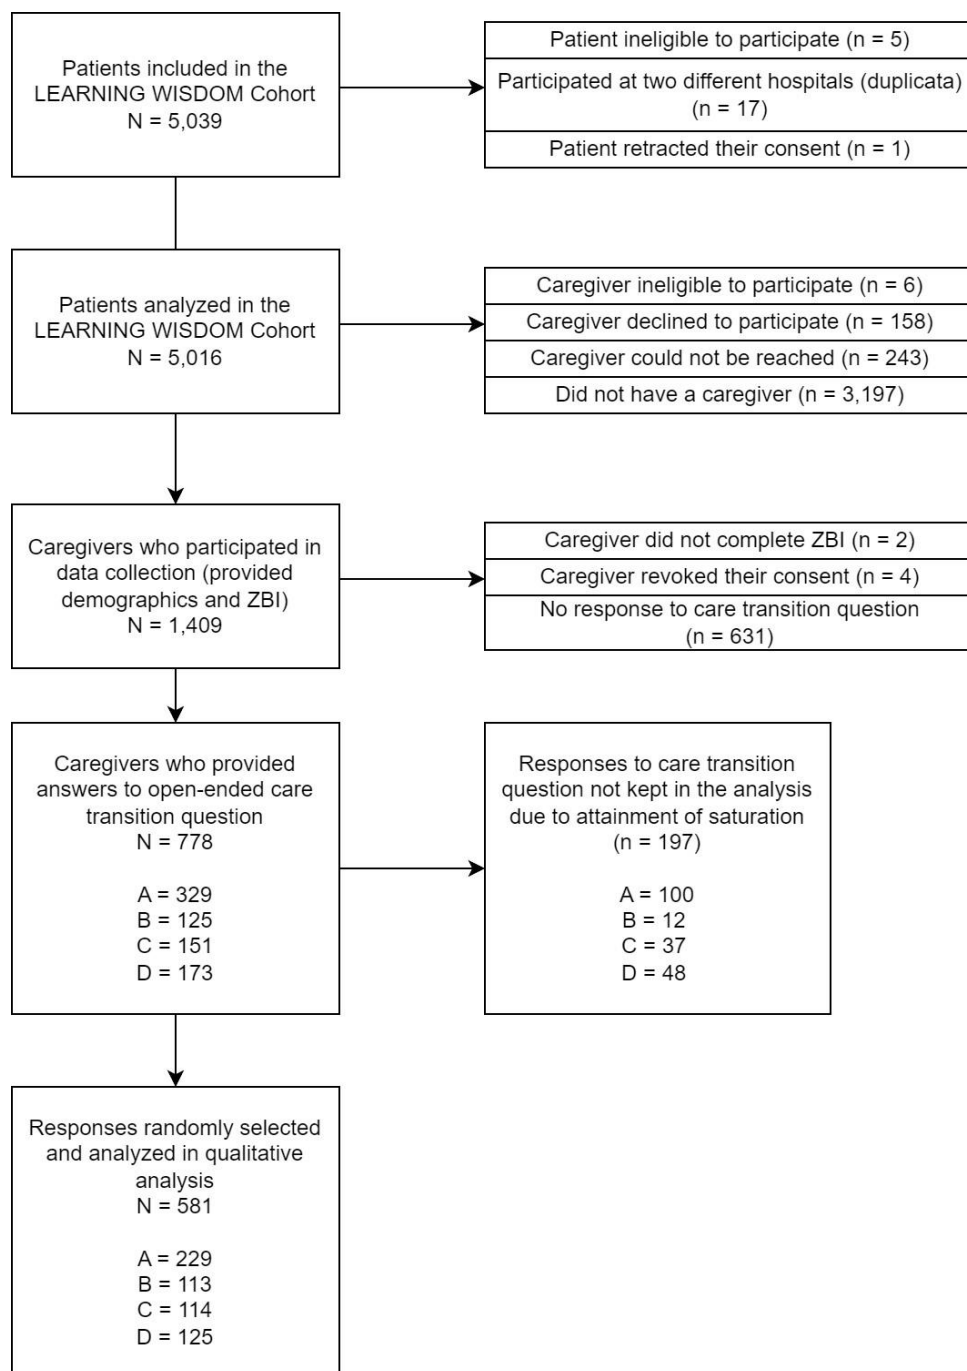 Patients included in the
LEARNING WISDOM Cohort
N = 5,039
Patient ineligible to participate (n = 5)
Participated at two different hospitals (duplicata)
(n = 17)
Patient retracted their consent (n = 1)
Patients analyzed in the
LEARNING WISDOM Cohort
N = 5,016
Caregiver ineligible to participate (n = 6)
Caregiver declined to participate (n = 158)
Caregiver could not be reached (n = 243)
Did not have a caregiver (n = 3,197)
Caregivers who participated in
data collection (provided
demographics and ZBI)
N = 1,409
Caregiver did not complete ZBI (n = 2)
Caregiver revoked their consent (n = 4)
No response to care transition question
(n = 631)
Caregivers who provided
answers to open-ended care
transition question
N = 778
A = 329
B = 125
C = 151
D = 173
Responses to care transition
question not kept in the analysis
due to attainment of saturation
(n = 197)
A = 100
B = 12
C = 37
D = 48
Responses randomly selected
and analyzed in qualitative
analysis
N = 581
A = 229
B = 113
C = 114
D = 125